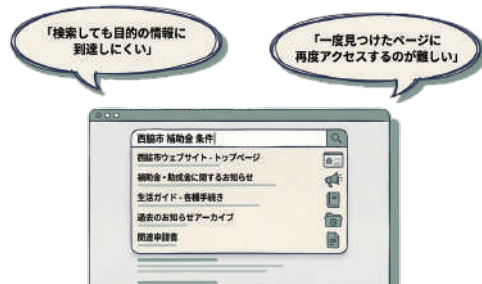 「検索しても目的の情報に
到達しにくい」
「一度見つけたページに
再度アクセスするのが難しい」
西脇市 補助金 条件
西脇市ウェブサイト - トップページ
補助金・助成金に関するお知らせ
生活ガイド - 各種手続き
過去のお知らせアーカイブ
関連申請書